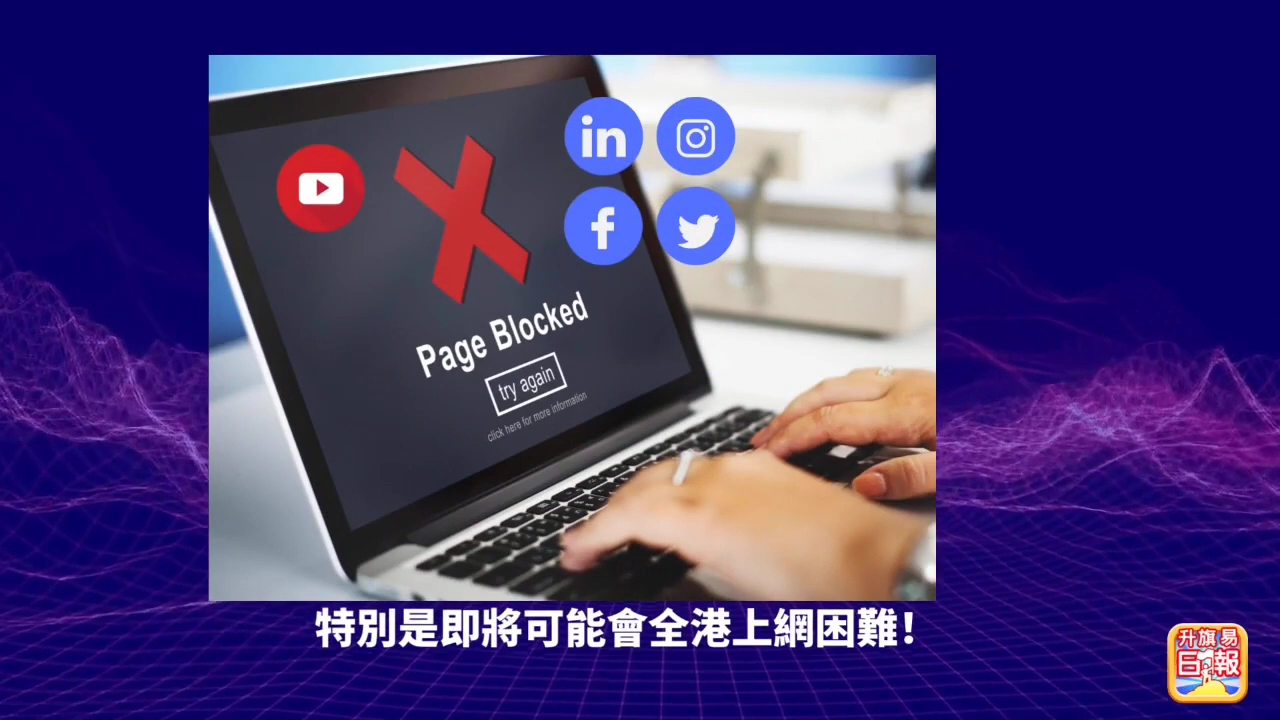 in
Page Blocked
try again
click here for more information
特別是即將可能會全港上網困難!
升旗易
日報